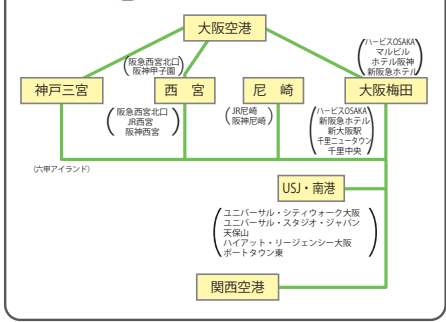 大阪空港
ハービスOSAKA
マルビル
ホテル阪神
新阪急ホテル
阪急西宮北口
阪神甲子園
神戸三宮
西宮
尼崎
大阪梅田
阪急西宮北口
JR西宮
阪神西宮
JR尼崎
阪神尼崎
ハービスOSAKA
新阪急ホテル
新大阪駅
千里ニュータウン
千里中央
(六甲アイランド)
USJ・南港
ユニバーサル・シティウォーク大阪
ユニバーサル・スタジオ・ジャパン
天保山
ハイアット・リージェンシー大阪
ポートタウン東
関西空港